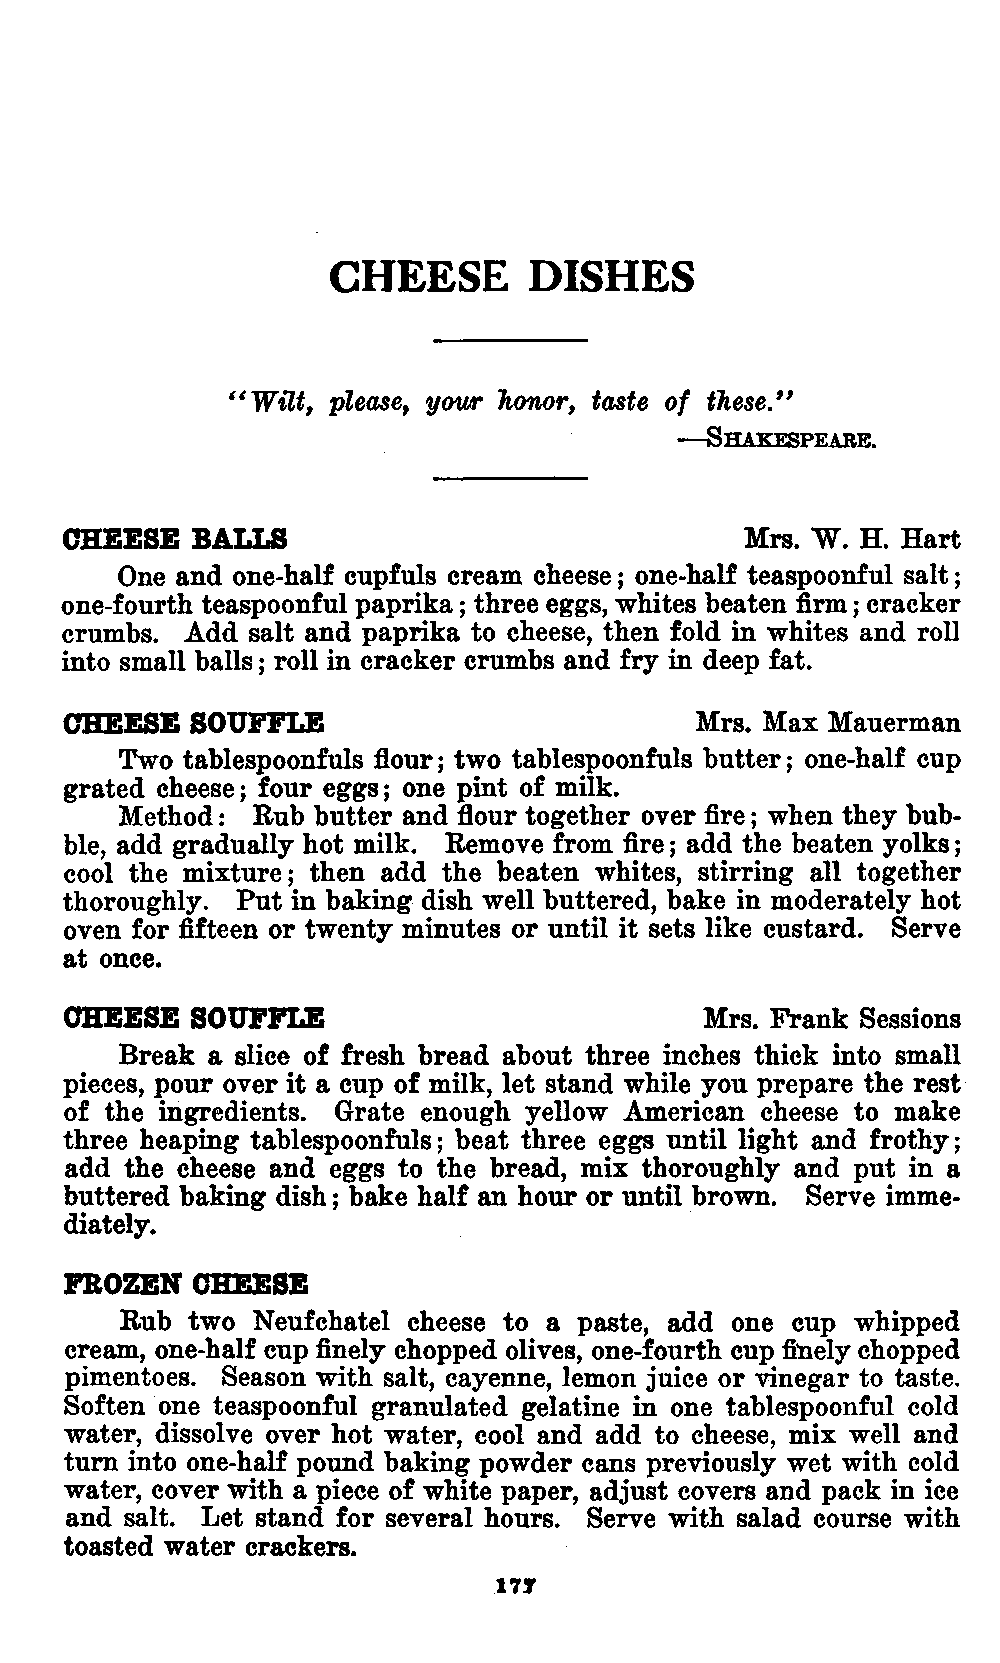 CHEESE DISHES
"Wilt, please, your honor, taste of these."
—SHAKESPEARE.
CHEESE BALLS Mrs. W. H. Hart
One and one-half cupfuls cream cheese; one-half teaspoonful salt;
one-fourth teaspoonful paprika; three eggs, whites beaten firm; cracker
crumbs. Add salt and paprika to cheese, then fold in whites and roll
into small balls; roll in cracker crumbs and fry in deep fat.
CHEESE SOUFFLE Mrs. Max Mauerman
Two tablespoonfuls flour; two tablespoonfuls butter; one-half cup
grated cheese; four eggs; one pint of milk.
Method: Rub butter and flour together over fire; when they bub-
ble, add gradually hot milk. Remove from fire; add the beaten yolks;
cool the mixture; then add the beaten whites, stirring all together
thoroughly. Put in baking dish well buttered, bake in moderately hot
oven for fifteen or twenty minutes or until it sets like custard. Serve
at once.
CHEESE SOUFFLE Mrs. Frank Sessions
Break a slice of fresh bread about three inches thick into small
pieces, pour over it a cup of milk, let stand while you prepare the rest
of the ingredients. Grate enough yellow American cheese to make
three heaping tablespoonfuls; beat three eggs until light and frothy;
add the cheese and eggs to the bread, mix thoroughly and put in a
buttered baking dish; bake half an hour or until brown. Serve imme-
diately.
FROZEN CHEESE
Rub two Neufchatel cheese to a paste, add one cup whipped
cream, one-half cup finely chopped olives, one-fourth cup finely chopped
pimentoes. Season with salt, cayenne, lemon juice or vinegar to taste.
Soften one teaspoonful granulated gelatine in one tablespoonful cold
water, dissolve over hot water, cool and add to cheese, mix well and
turn into one-half pound baking powder cans previously wet with cold
water, cover with a piece of white paper, adjust covers and pack in ice
and salt. Let stand for several hours. Serve with salad course with
toasted water crackers.
177